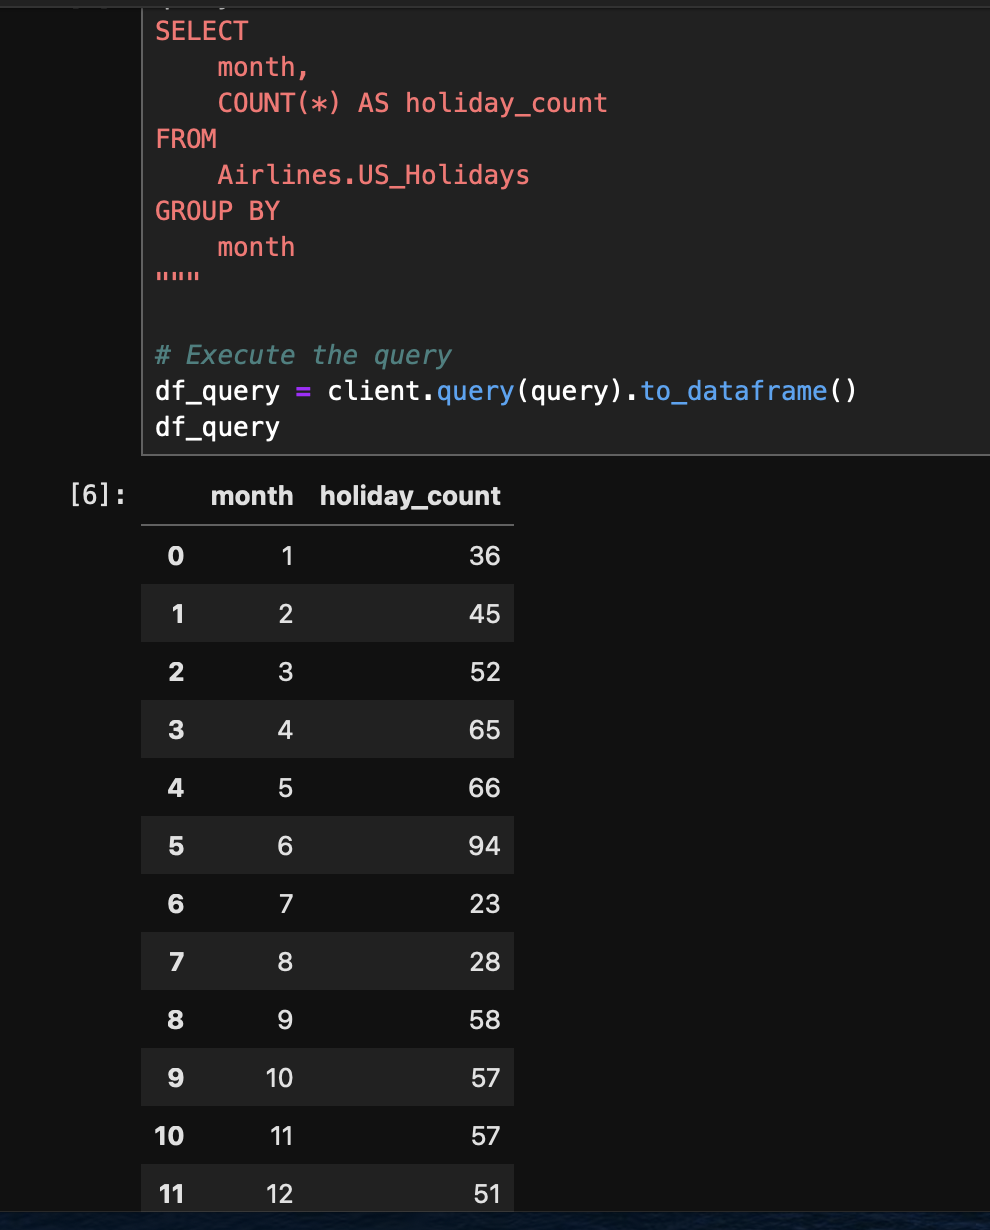 SELECT
    month,
    COUNT(*) AS holiday_count
FROM
    Airlines.US_Holidays
GROUP BY
    month
"""
# Execute the query
df_query = client.query(query).to_dataframe()
df_query
[6]: month holiday_count
0 1 36
1 2 45
2 3 52
3 4 65
4 5 66
5 6 94
6 7 23
7 8 28
8 9 58
9 10 57
10 11 57
11 12 51